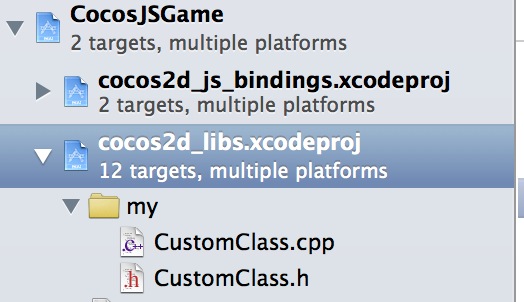 CocosJSGame
2 targets, multiple platforms
cocos2d_js_bindings.xcodeproj
2 targets, multiple platforms
cocos2d_libs.xcodeproj
12 targets, multiple platforms
my
CustomClass.cpp
CustomClass.h